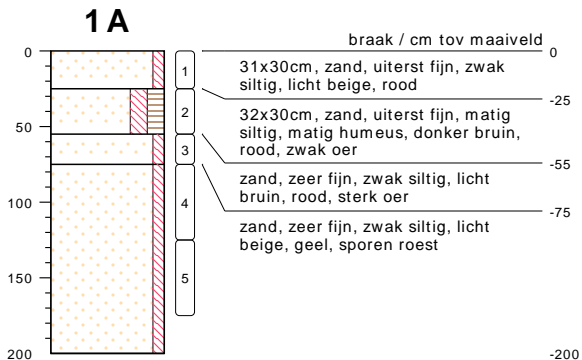 1A
braak / cm tov maaiveld
0
0
1
31x30cm, zand, uiterst fijn, zwak
siltig, licht beige, rood
-25
2
32x30cm, zand, uiterst fijn, matig
siltig, matig humeus, donker bruin,
rood, zwak oer
50
-55
3
zand, zeer fijn, zwak siltig, licht
bruin, rood, sterk oer
-75
100
4
zand, zeer fijn, zwak siltig, licht
beige, geel, sporen roest
150
5
200
-200